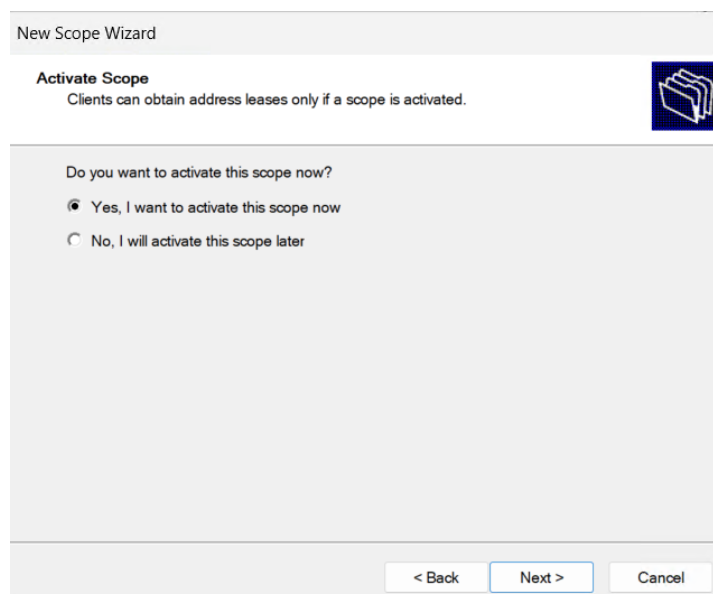 New Scope Wizard
Activate Scope
Clients can obtain address leases only if a scope is activated.
Do you want to activate this scope now?
Yes, I want to activate this scope now
No, I will activate this scope later
< Back
Next >
Cancel